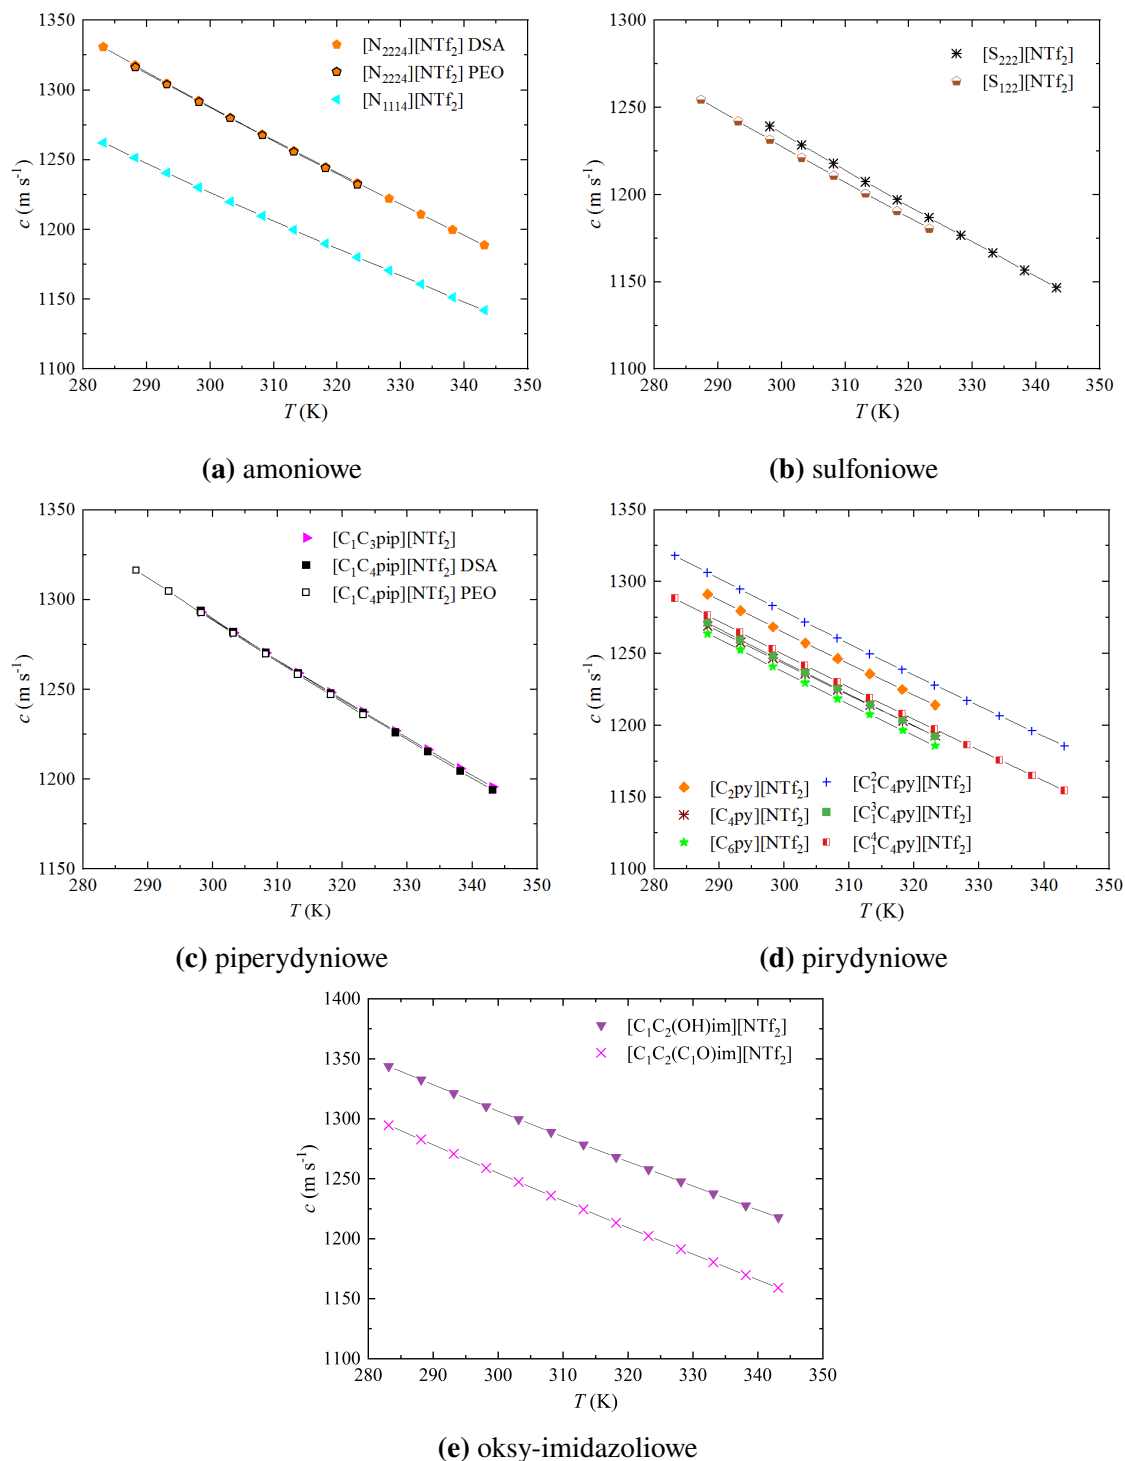 1350
1300
1250
1200
1150
1100
c (m s⁻¹)
280 290 300 310 320 330 340 350
T (K)
[N₂₂₂₄][NTf₂] DSA
[N₂₂₂₄][NTf₂] PEO
[N₁₁₁₄][NTf₂]
(a) amoniowe
1300
1250
1200
1150
1100
c (m s⁻¹)
280 290 300 310 320 330 340 350
T (K)
[S₂₂₂][NTf₂]
[S₁₂₂][NTf₂]
(b) sulfoniowe
1350
1300
1250
1200
1150
c (m s⁻¹)
280 290 300 310 320 330 340 350
T (K)
[C₁C₃pip][NTf₂]
[C₁C₄pip][NTf₂] DSA
[C₁C₄pip][NTf₂] PEO
(c) piperydyniowe
1350
1300
1250
1200
1150
1100
c (m s⁻¹)
280 290 300 310 320 330 340 350
T (K)
[C₂py][NTf₂]
[C₄py][NTf₂]
[C₆py][NTf₂]
[C₁²C₄py][NTf₂]
[C₁³C₄py][NTf₂]
[C₁⁴C₄py][NTf₂]
(d) pirydyniowe
1400
1350
1300
1250
1200
1150
1100
c (m s⁻¹)
280 290 300 310 320 330 340 350
T (K)
[C₁C₂(OH)im][NTf₂]
[C₁C₂(C₁O)im][NTf₂]
(e) oksy-imidazoliowe